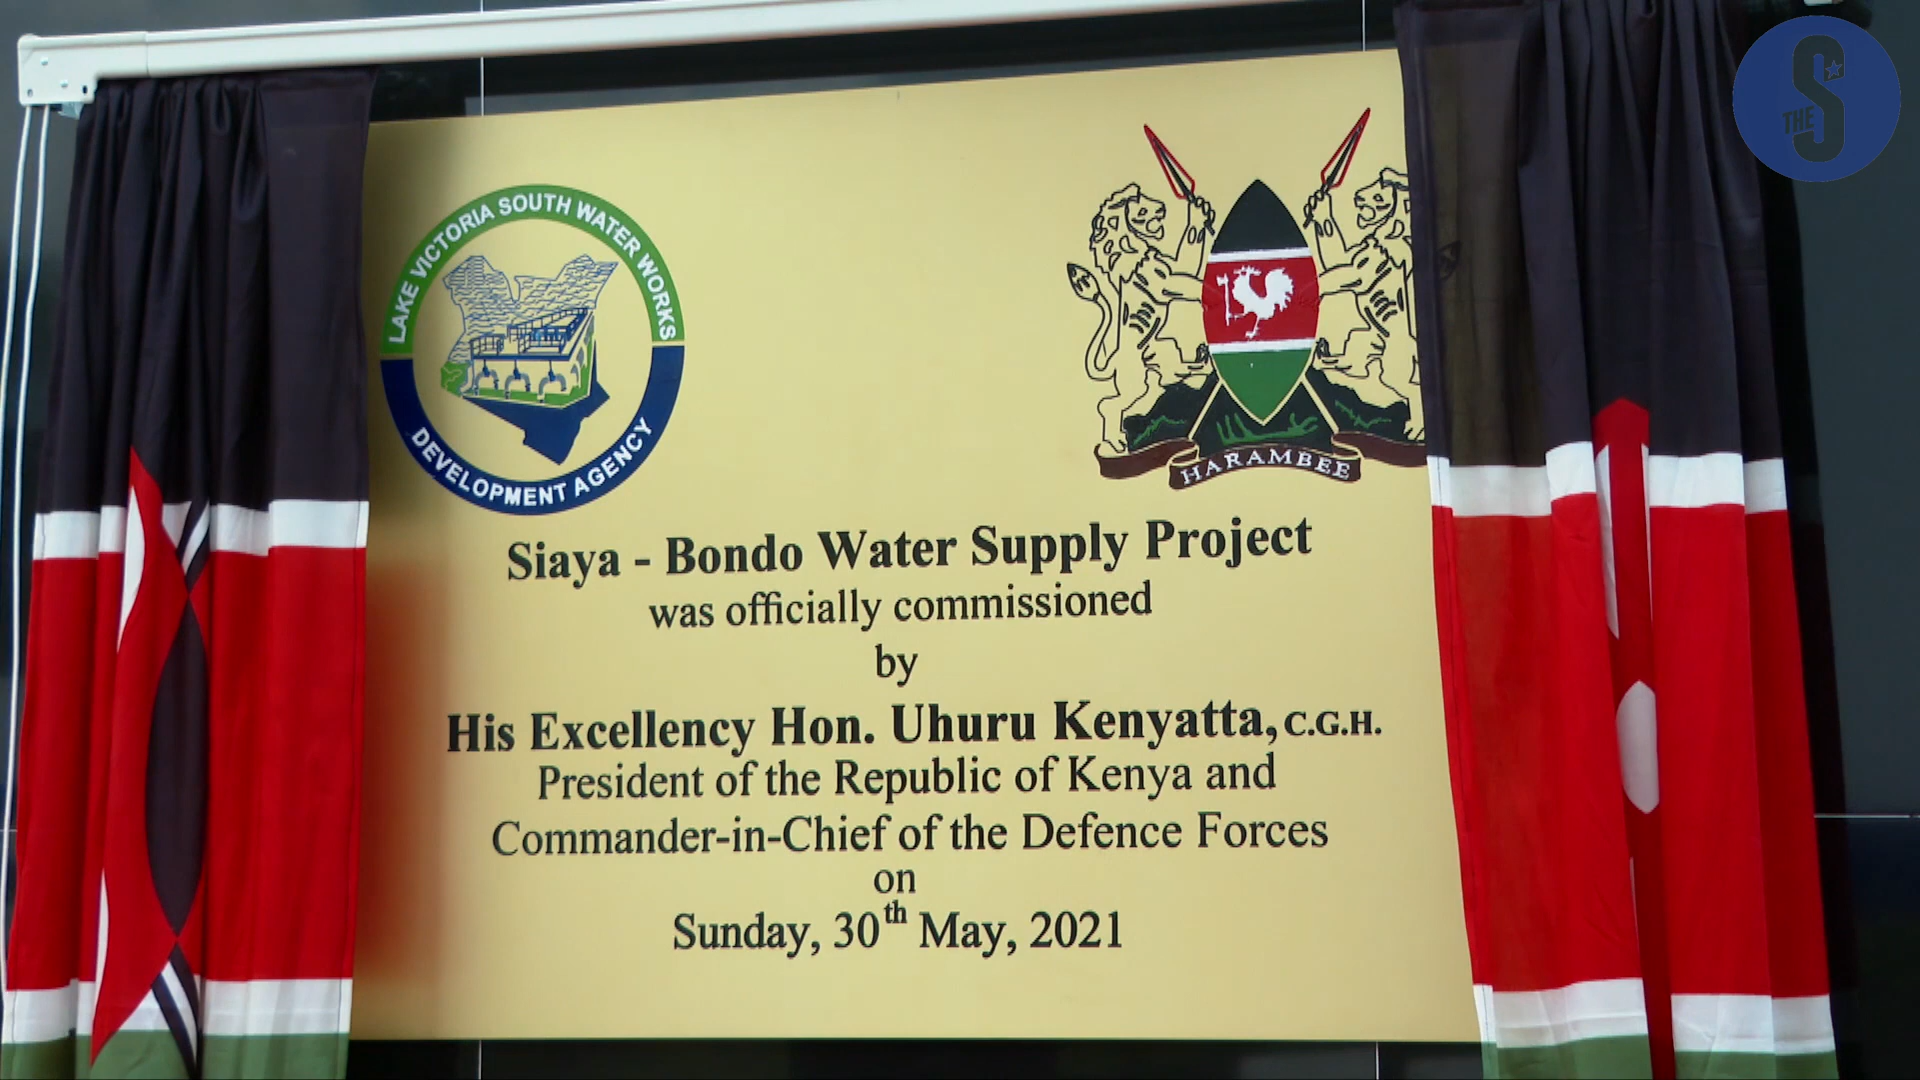 THE S
LAKE VICTORIA SOUTH WATER WORKS
DEVELOPMENT AGENCY
HARAMBEE
Siaya - Bondo Water Supply Project
was officially commissioned
by
His Excellency Hon. Uhuru Kenyatta, C.G.H.
President of the Republic of Kenya and
Commander-in-Chief of the Defence Forces
on
Sunday, 30th May, 2021